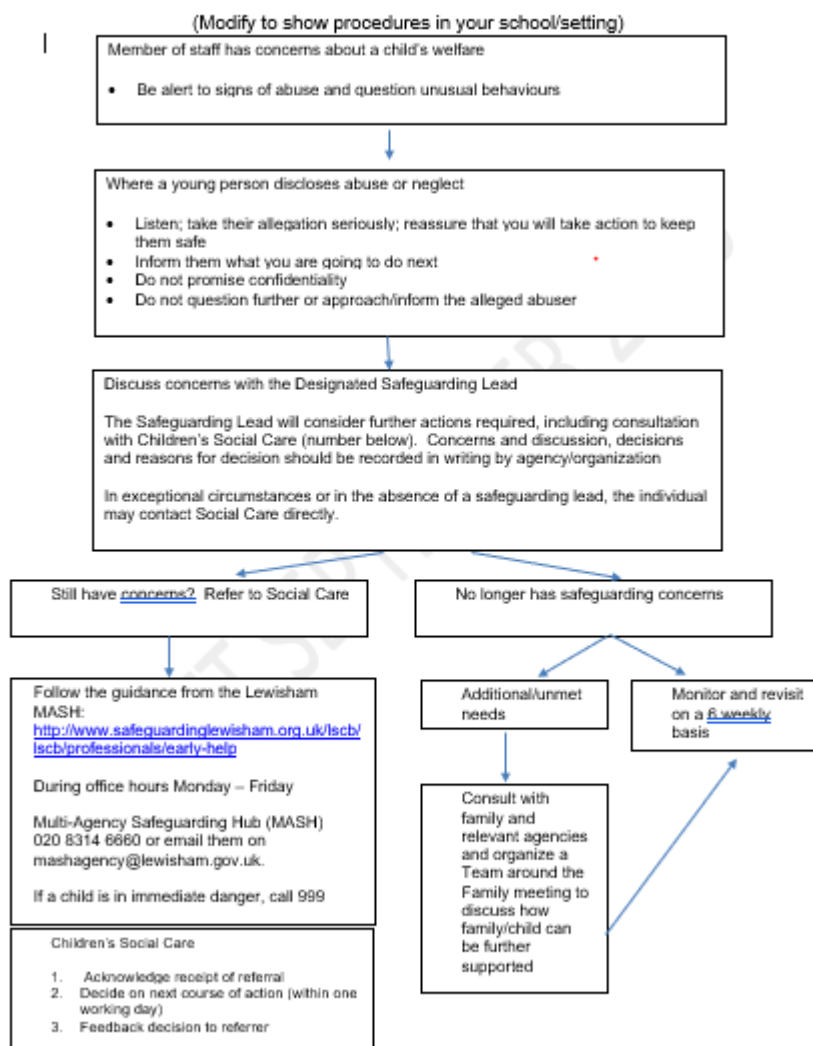 (Modify to show procedures in your school/setting)
Member of staff has concerns about a child's welfare
• Be alert to signs of abuse and question unusual behaviours
Where a young person discloses abuse or neglect
• Listen; take their allegation seriously; reassure that you will take action to keep
them safe
• Inform them what you are going to do next
• Do not promise confidentiality
• Do not question further or approach/inform the alleged abuser
Discuss concerns with the Designated Safeguarding Lead
The Safeguarding Lead will consider further actions required, including consultation
with Children's Social Care (number below). Concerns and discussion, decisions
and reasons for decision should be recorded in writing by agency/organization
In exceptional circumstances or in the absence of a safeguarding lead, the individual
may contact Social Care directly.
Still have concerns? Refer to Social Care
No longer has safeguarding concerns
Follow the guidance from the Lewisham
MASH:
http://www.safeguardinglewisham.org.uk/lscb/
lscb/professionals/early-help
During office hours Monday – Friday
Multi-Agency Safeguarding Hub (MASH)
020 8314 6660 or email them on
mashagency@lewisham.gov.uk.
If a child is in immediate danger, call 999
Additional/unmet
needs
Monitor and revisit
on a 6 weekly
basis
Consult with
family and
relevant agencies
and organize a
Team around the
Family meeting to
discuss how
family/child can
be further
supported
Children's Social Care
1. Acknowledge receipt of referral
2. Decide on next course of action (within one
working day)
3. Feedback decision to referrer